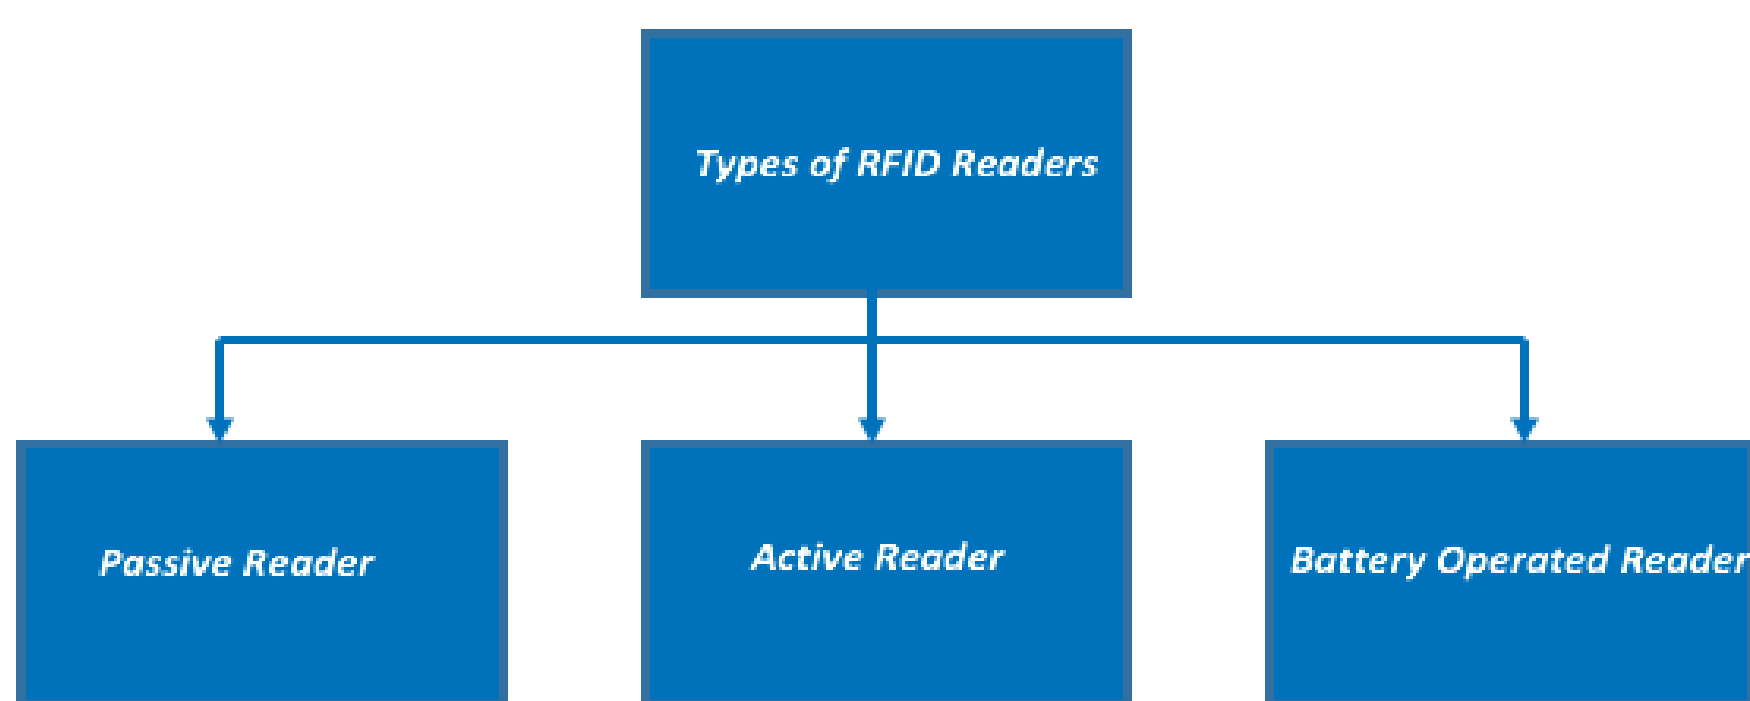 Types of RFID Readers
Passive Reader
Active Reader
Battery Operated Reader